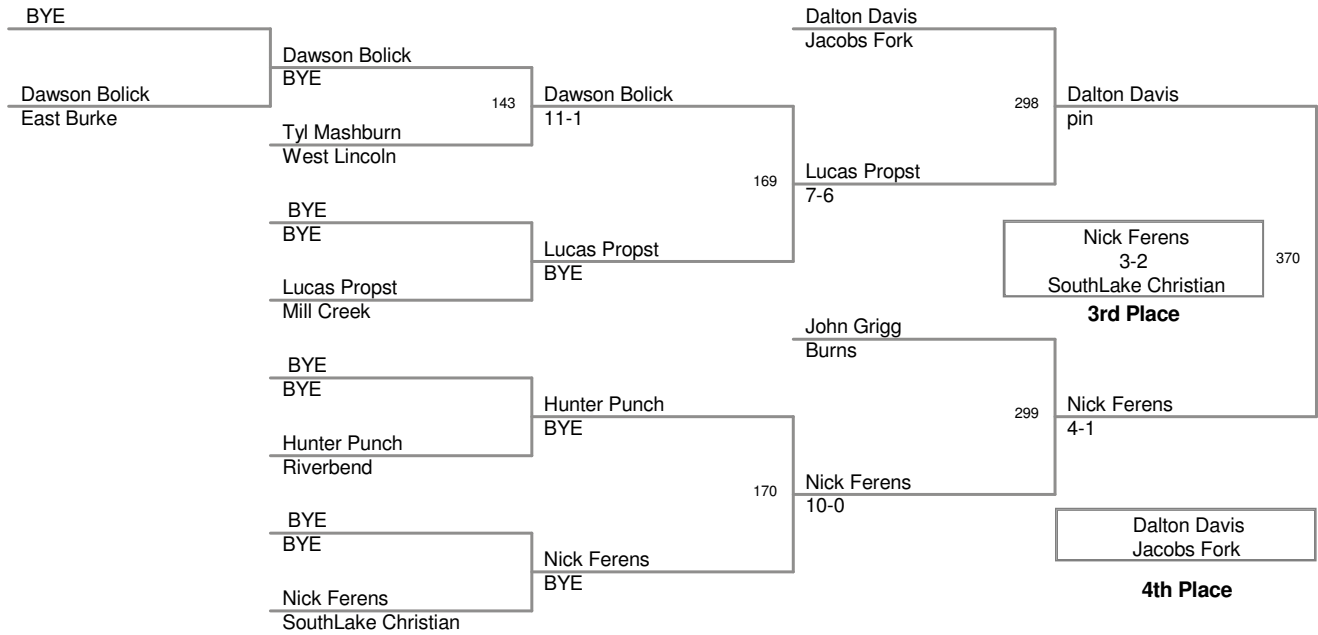 BYE
Dawson Bolick
East Burke
Dawson Bolick
BYE
143
Tyl Mashburn
West Lincoln
BYE
BYE
Lucas Propst
Mill Creek
BYE
BYE
Hunter Punch
Riverbend
BYE
BYE
Nick Ferens
SouthLake Christian
Dawson Bolick
11-1
169
Lucas Propst
BYE
Hunter Punch
BYE
170
Nick Ferens
BYE
Dalton Davis
Jacobs Fork
298
Lucas Propst
7-6
John Grigg
Burns
299
Nick Ferens
10-0
Dalton Davis
pin
Nick Ferens
3-2
SouthLake Christian
370
3rd Place
Nick Ferens
4-1
Dalton Davis
Jacobs Fork
4th Place